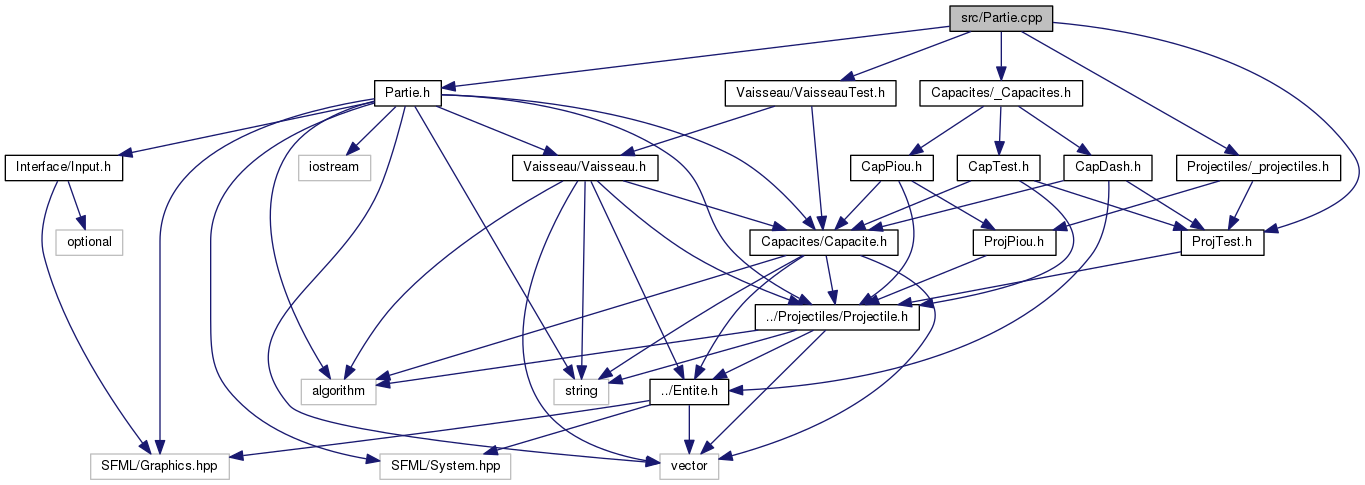 src/Partie.cpp
Partie.h
Vaisseau/VaisseauTest.h
Capacites/_Capacites.h
Interface/Input.h
iostream
Vaisseau/Vaisseau.h
CapPiou.h
CapTest.h
CapDash.h
Projectiles/_projectiles.h
optional
Capacites/Capacite.h
ProjPiou.h
ProjTest.h
../Projectiles/Projectile.h
algorithm
string
../Entite.h
SFML/Graphics.hpp
SFML/System.hpp
vector